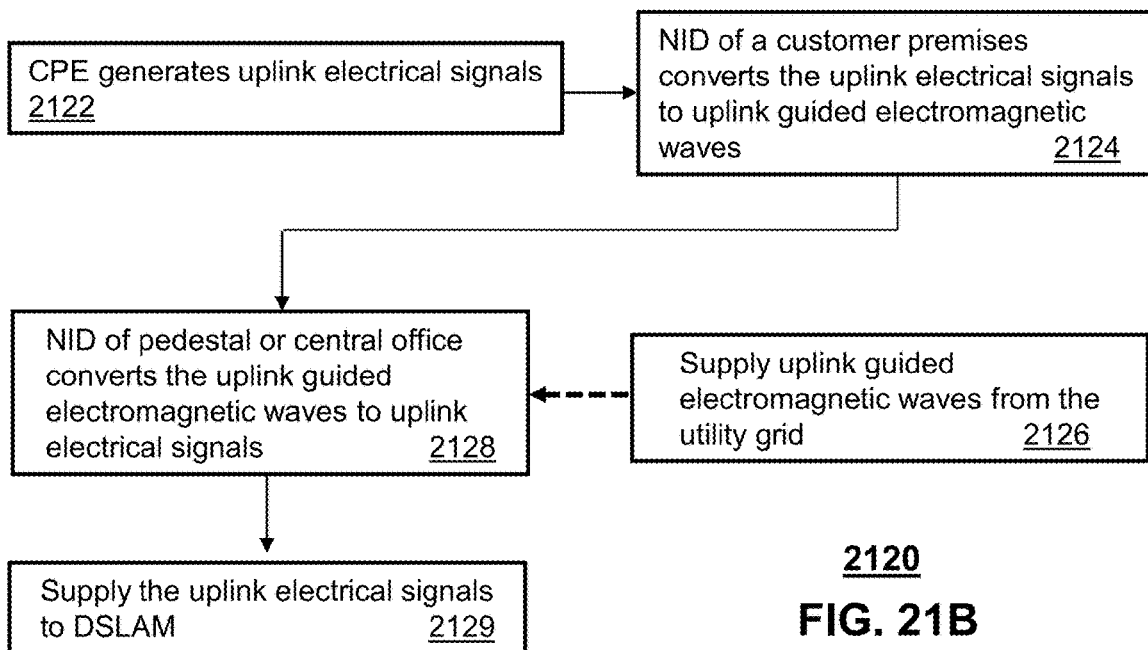 CPE generates uplink electrical signals
2122
NID of a customer premises
converts the uplink electrical signals
to uplink guided electromagnetic
waves 2124
NID of pedestal or central office
converts the uplink guided
electromagnetic waves to uplink
electrical signals 2128
Supply uplink guided
electromagnetic waves from the
utility grid 2126
Supply the uplink electrical signals
to DSLAM 2129
2120
FIG. 21B